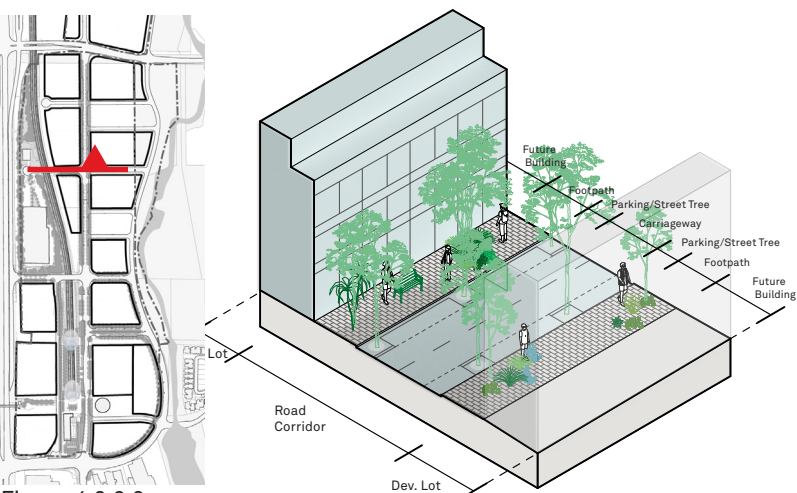 Future
Building
Footpath
Parking/Street Tree
Carriageway
Parking/Street Tree
Footpath
Future
Building
Lot
Road
Corridor
Dev. Lot